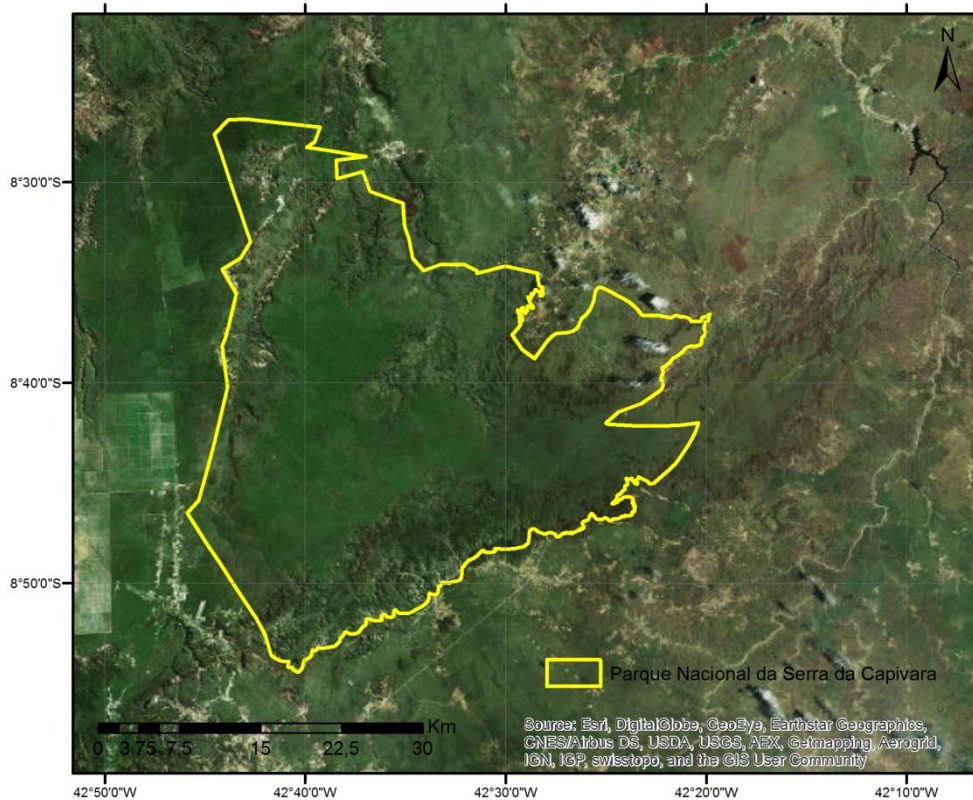 N
8°30'0"S
8°40'0"S
8°50'0"S
Parque Nacional da Serra da Capivara
Km
0 3.75 7.5 15 22,5 30
Source: Esri, DigitalGlobe, GeoEye, Earthstar Geographics,
CNES/Airbus DS, USDA, USGS, AEX, Getmapping, Aerogrid,
IGN, IGP, swisstopo, and the GIS User Community
42°50'0"W 42°40'0"W 42°30'0"W 42°20'0"W 42°10'0"W